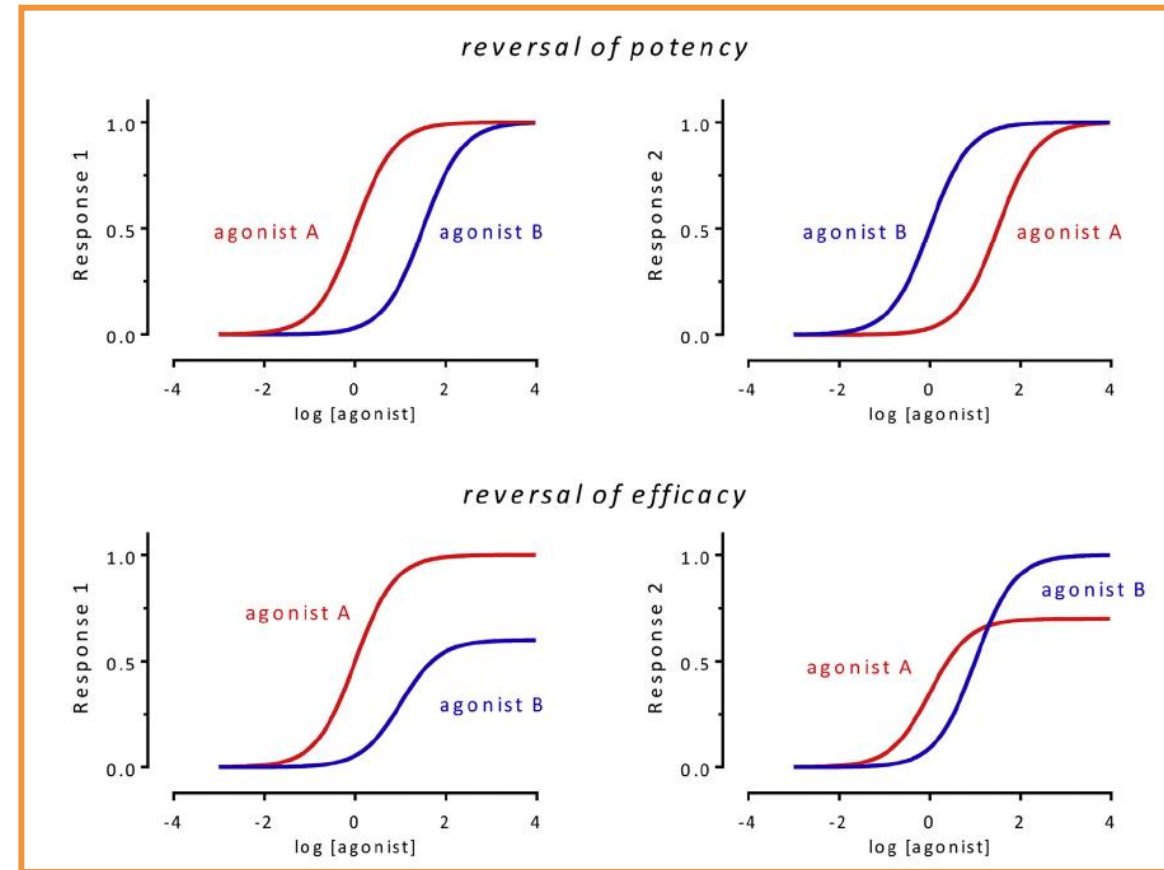 reversal of potency
Response 1
1.0
0.5
0.0
agonist A
agonist B
-4 -2 0 2 4
log [agonist]
Response 2
1.0
0.5
0.0
agonist B
agonist A
-4 -2 0 2 4
log [agonist]
reversal of efficacy
Response 1
1.0
0.5
0.0
agonist A
agonist B
-4 -2 0 2 4
log [agonist]
Response 2
1.0
0.5
0.0
agonist B
agonist A
-4 -2 0 2 4
log [agonist]